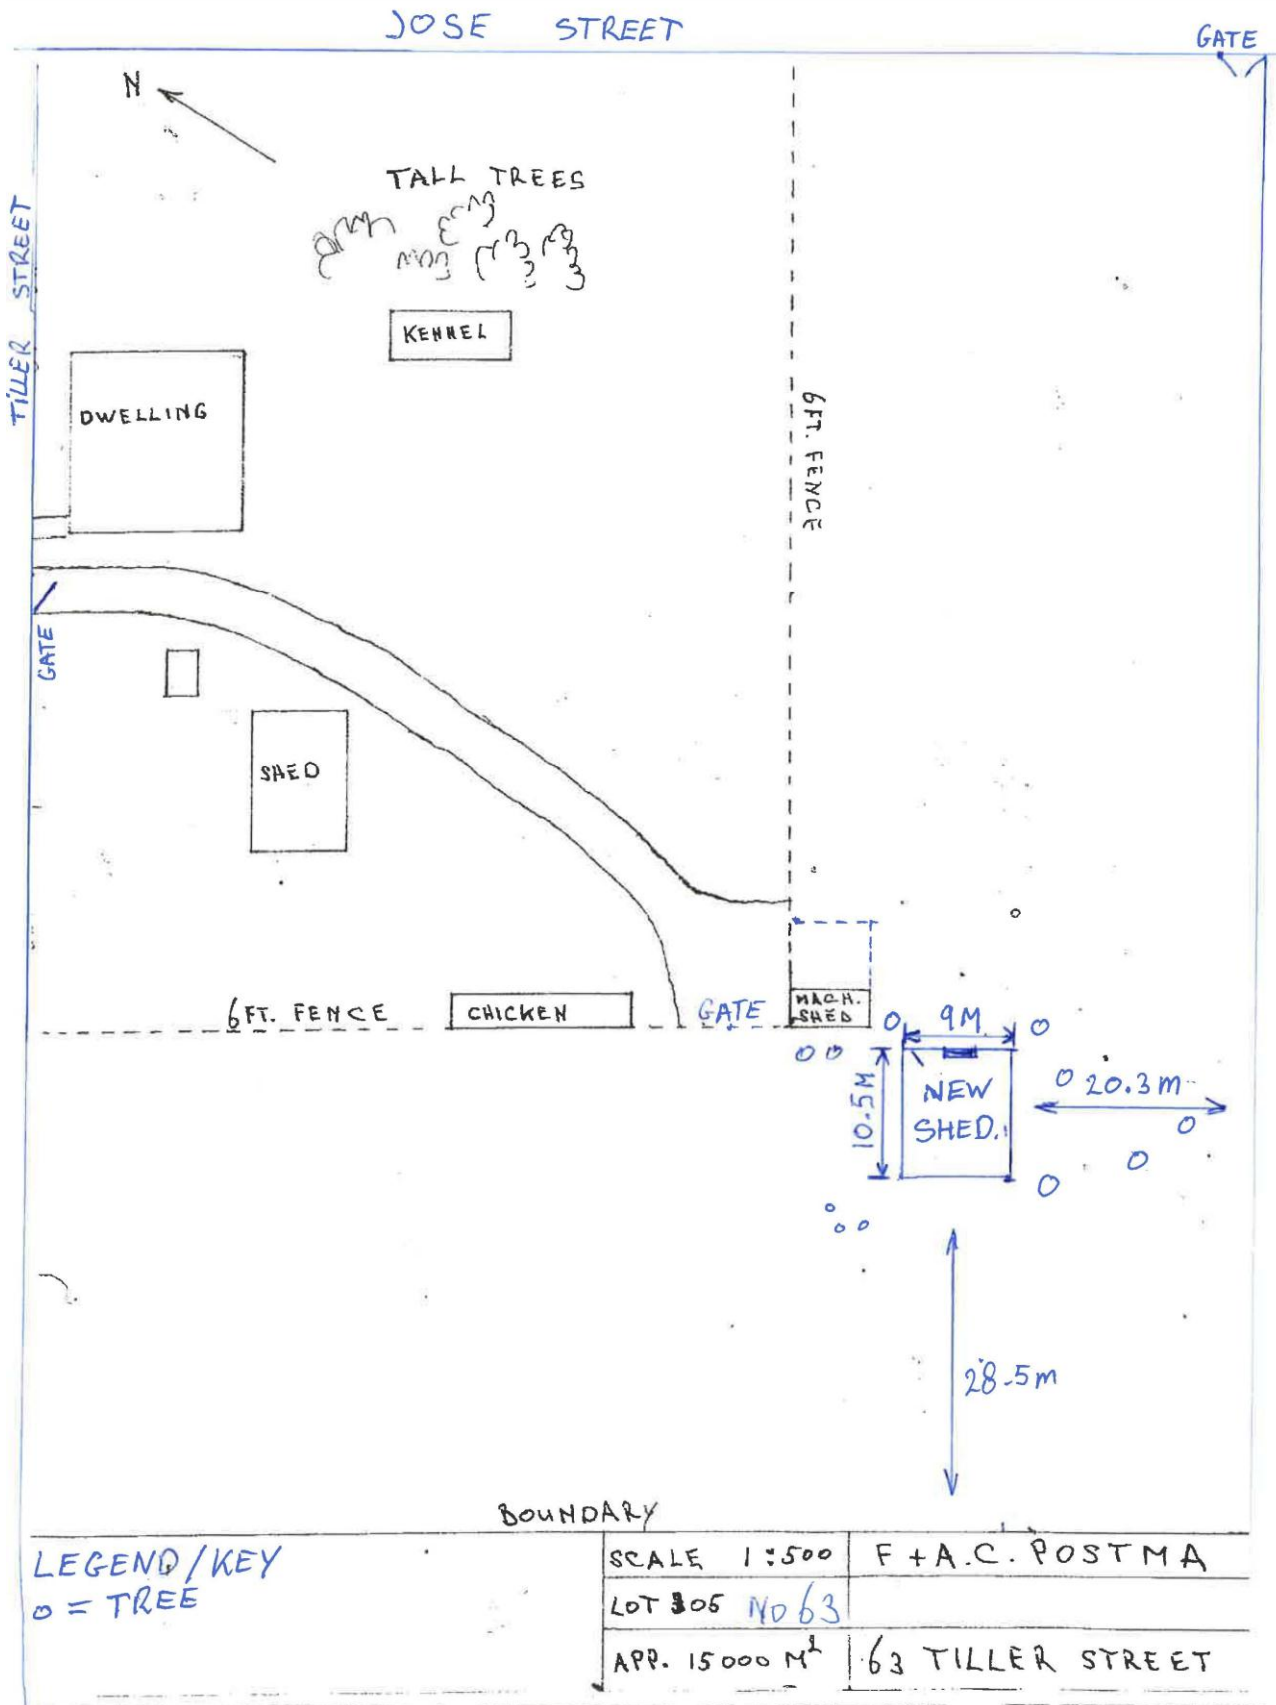 JOSE STREET
GATE
N
TALL TREES
TILLER STREET
KENNEL
DWELLING
6FT. FENCE
GATE
SHED
6FT. FENCE
CHICKEN
GATE
MACH.
SHED
9M
10.5M
NEW
SHED.
20.3m
28.5m
BOUNDARY
LEGEND/KEY
o = TREE
SCALE 1:500
F + A.C. POSTMA
LOT 305 No 63
APP. 15000 M²
63 TILLER STREET